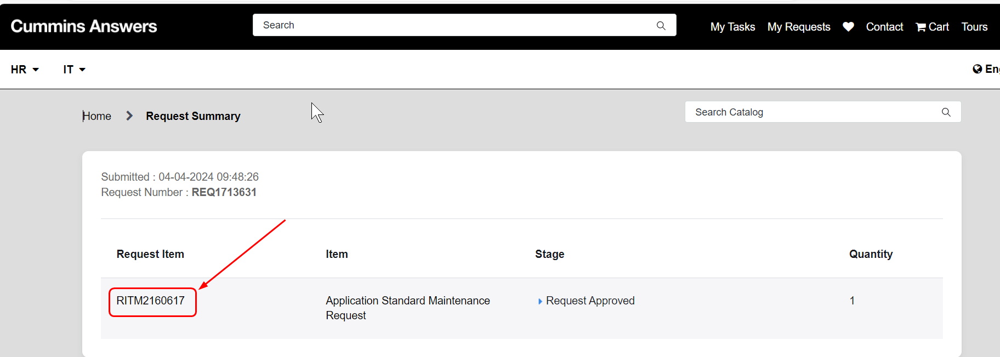 Cummins Answers
Search
My Tasks My Requests Contact Cart Tours
HR IT
Home Request Summary
Search Catalog
Submitted : 04-04-2024 09:48:26
Request Number : REQ1713631
Request Item Item Stage Quantity
RITM2160617 Application Standard Maintenance Request Approved 1
Request